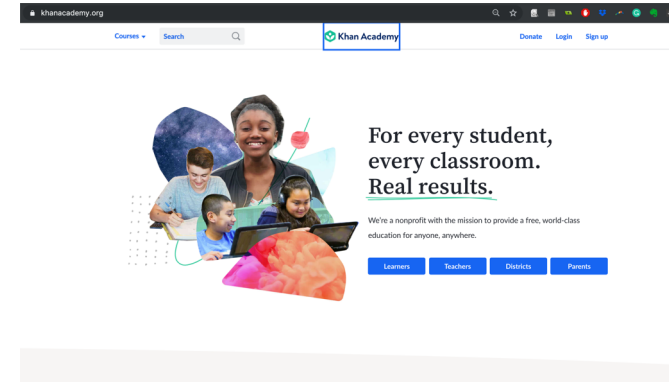 khanacademy.org
Courses
Search
Khan Academy
Donate
Login
Sign up
For every student,
every classroom.
Real results.
We're a nonprofit with the mission to provide a free, world-class
education for anyone, anywhere.
Learners
Teachers
Districts
Parents